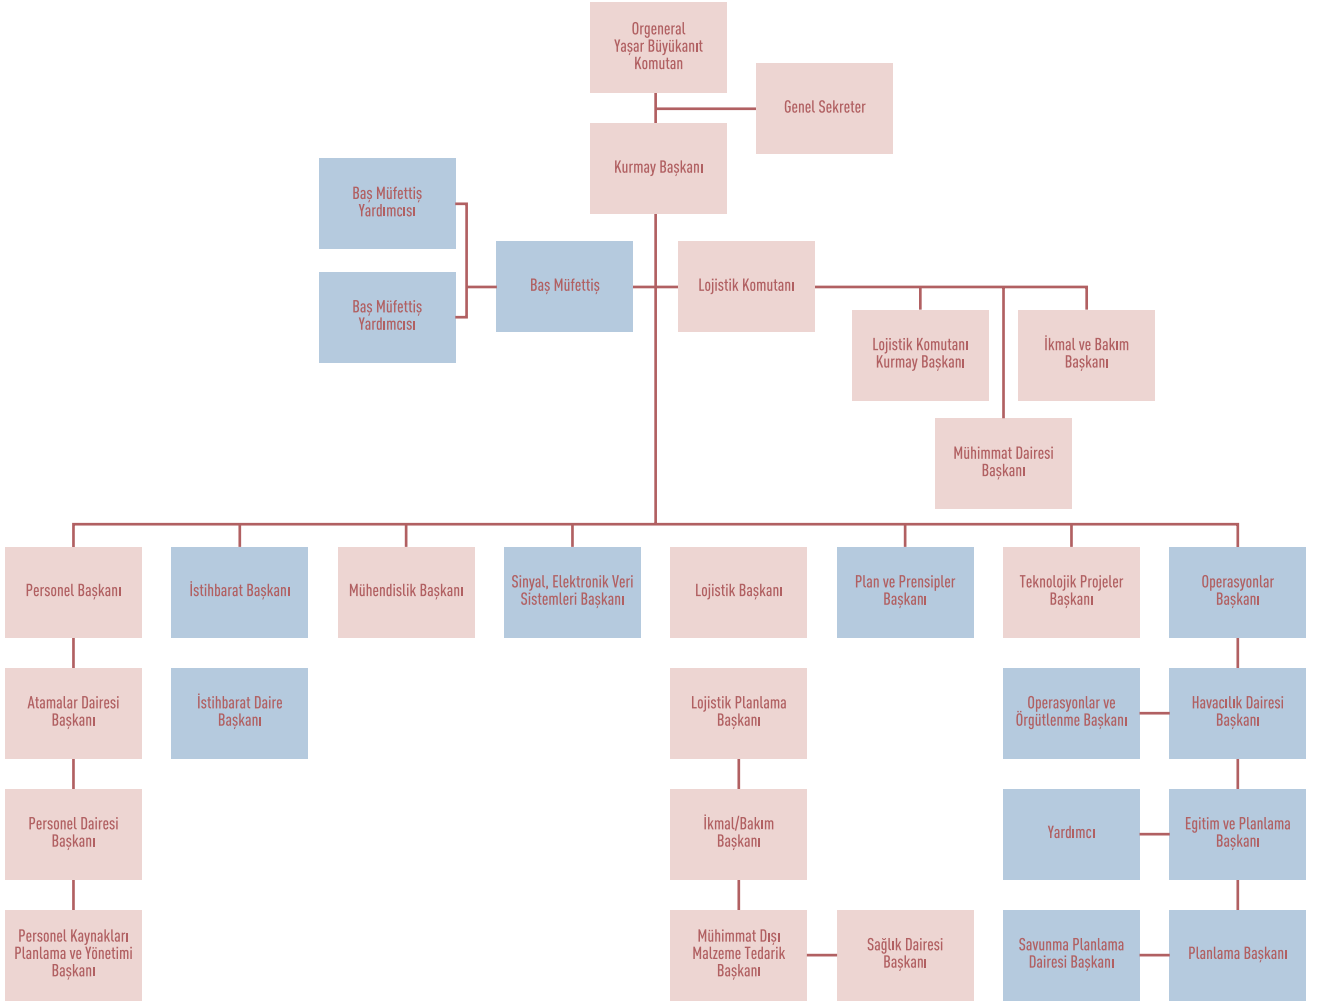 Orgeneral
Yaşar Büyükanıt
Komutan
Genel Sekreter
Kurmay Başkanı
Baş Müfettiş
Yardımcısı
Baş Müfettiş
Yardımcısı
Baş Müfettiş
Lojistik Komutanı
Lojistik Komutanı
Kurmay Başkanı
İkmal ve Bakım
Başkanı
Mühimmat Dairesi
Başkanı
Personel Başkanı
İstihbarat Başkanı
Mühendislik Başkanı
Sinyal, Elektronik Veri
Sistemleri Başkanı
Lojistik Başkanı
Plan ve Prensipler
Başkanı
Teknolojik Projeler
Başkanı
Operasyonlar
Başkanı
Atamalar Dairesi
Başkanı
İstihbarat Daire
Başkanı
Lojistik Planlama
Başkanı
Operasyonlar ve
Örgütlenme Başkanı
Havacılık Dairesi
Başkanı
Personel Dairesi
Başkanı
İkmal/Bakım
Başkanı
Yardımcı
Egitim ve Planlama
Başkanı
Personel Kaynakları
Planlama ve Yönetimi
Başkanı
Mühimmat Dışı
Malzeme Tedarik
Başkanı
Sağlık Dairesi
Başkanı
Savunma Planlama
Dairesi Başkanı
Planlama Başkanı